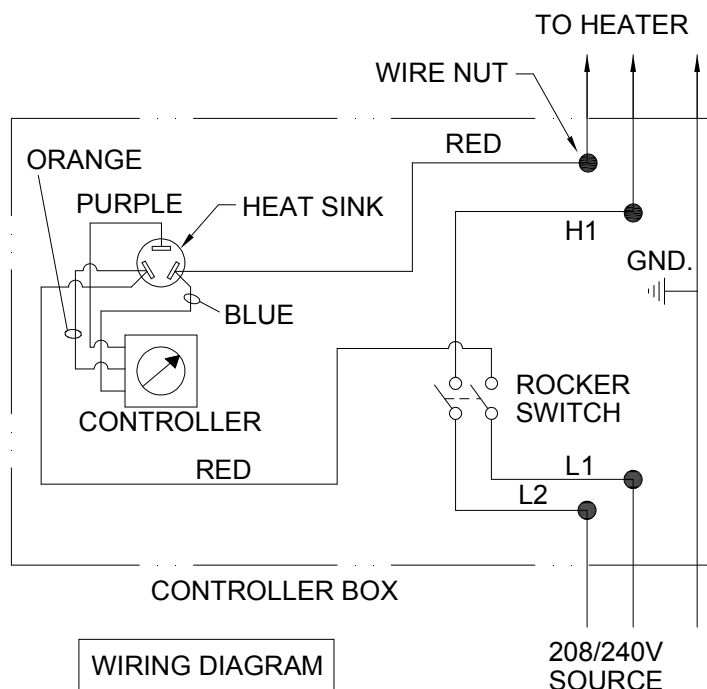 TO HEATER
WIRE NUT
RED
ORANGE
PURPLE
HEAT SINK
H1
GND.
BLUE
ROCKER
SWITCH
CONTROLLER
RED
L1
L2
CONTROLLER BOX
208/240V
SOURCE
WIRING DIAGRAM